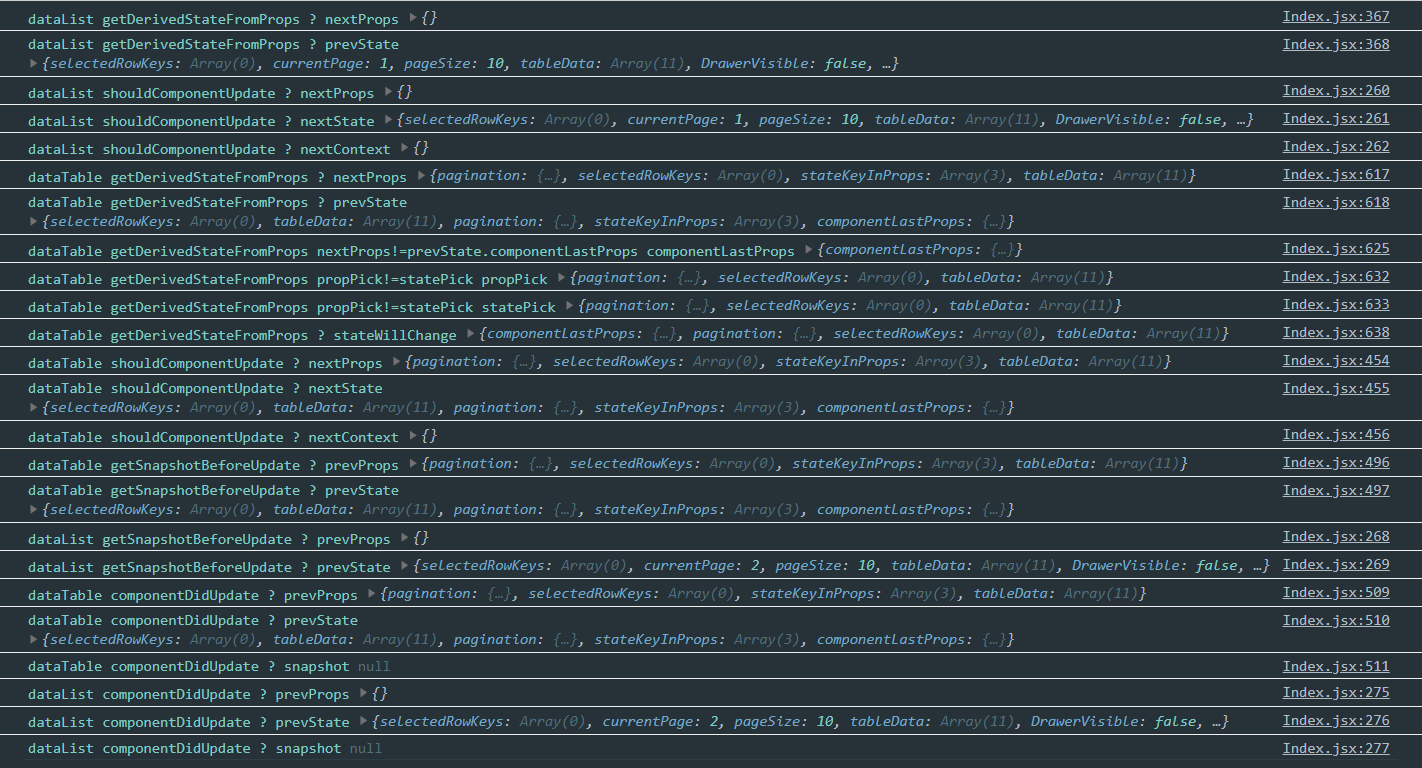 dataList getDerivedStateFromProps ? nextProps ▶{} Index.jsx:367
dataList getDerivedStateFromProps ? prevState Index.jsx:368
▶{selectedRowKeys: Array(0), currentPage: 1, pageSize: 10, tableData: Array(11), DrawerVisible: false, …}
dataList shouldComponentUpdate ? nextProps ▶{} Index.jsx:260
dataList shouldComponentUpdate ? nextState ▶{selectedRowKeys: Array(0), currentPage: 1, pageSize: 10, tableData: Array(11), DrawerVisible: false, …} Index.jsx:261
dataList shouldComponentUpdate ? nextContext ▶{} Index.jsx:262
dataTable getDerivedStateFromProps ? nextProps ▶{pagination: {…}, selectedRowKeys: Array(0), stateKeyInProps: Array(3), tableData: Array(11)} Index.jsx:617
dataTable getDerivedStateFromProps ? prevState Index.jsx:618
▶{selectedRowKeys: Array(0), tableData: Array(11), pagination: {…}, stateKeyInProps: Array(3), componentLastProps: {…}}
dataTable getDerivedStateFromProps nextProps!=prevState.componentLastProps componentLastProps ▶{componentLastProps: {…}} Index.jsx:625
dataTable getDerivedStateFromProps propPick!=statePick propPick ▶{pagination: {…}, selectedRowKeys: Array(0), tableData: Array(11)} Index.jsx:632
dataTable getDerivedStateFromProps propPick!=statePick statePick ▶{pagination: {…}, selectedRowKeys: Array(0), tableData: Array(11)} Index.jsx:633
dataTable getDerivedStateFromProps ? stateWillChange ▶{componentLastProps: {…}, pagination: {…}, selectedRowKeys: Array(0), tableData: Array(11)} Index.jsx:638
dataTable shouldComponentUpdate ? nextProps ▶{pagination: {…}, selectedRowKeys: Array(0), stateKeyInProps: Array(3), tableData: Array(11)} Index.jsx:454
dataTable shouldComponentUpdate ? nextState Index.jsx:455
▶{selectedRowKeys: Array(0), tableData: Array(11), pagination: {…}, stateKeyInProps: Array(3), componentLastProps: {…}}
dataTable shouldComponentUpdate ? nextContext ▶{} Index.jsx:456
dataTable getSnapshotBeforeUpdate ? prevProps ▶{pagination: {…}, selectedRowKeys: Array(0), stateKeyInProps: Array(3), tableData: Array(11)} Index.jsx:496
dataTable getSnapshotBeforeUpdate ? prevState Index.jsx:497
▶{selectedRowKeys: Array(0), tableData: Array(11), pagination: {…}, stateKeyInProps: Array(3), componentLastProps: {…}}
dataList getSnapshotBeforeUpdate ? prevProps ▶{} Index.jsx:268
dataList getSnapshotBeforeUpdate ? prevState ▶{selectedRowKeys: Array(0), currentPage: 2, pageSize: 10, tableData: Array(11), DrawerVisible: false, …} Index.jsx:269
dataTable componentDidUpdate ? prevProps ▶{pagination: {…}, selectedRowKeys: Array(0), stateKeyInProps: Array(3), tableData: Array(11)} Index.jsx:509
dataTable componentDidUpdate ? prevState Index.jsx:510
▶{selectedRowKeys: Array(0), tableData: Array(11), pagination: {…}, stateKeyInProps: Array(3), componentLastProps: {…}}
dataTable componentDidUpdate ? snapshot null Index.jsx:511
dataList componentDidUpdate ? prevProps ▶{} Index.jsx:275
dataList componentDidUpdate ? prevState ▶{selectedRowKeys: Array(0), currentPage: 2, pageSize: 10, tableData: Array(11), DrawerVisible: false, …} Index.jsx:276
dataList componentDidUpdate ? snapshot null Index.jsx:277